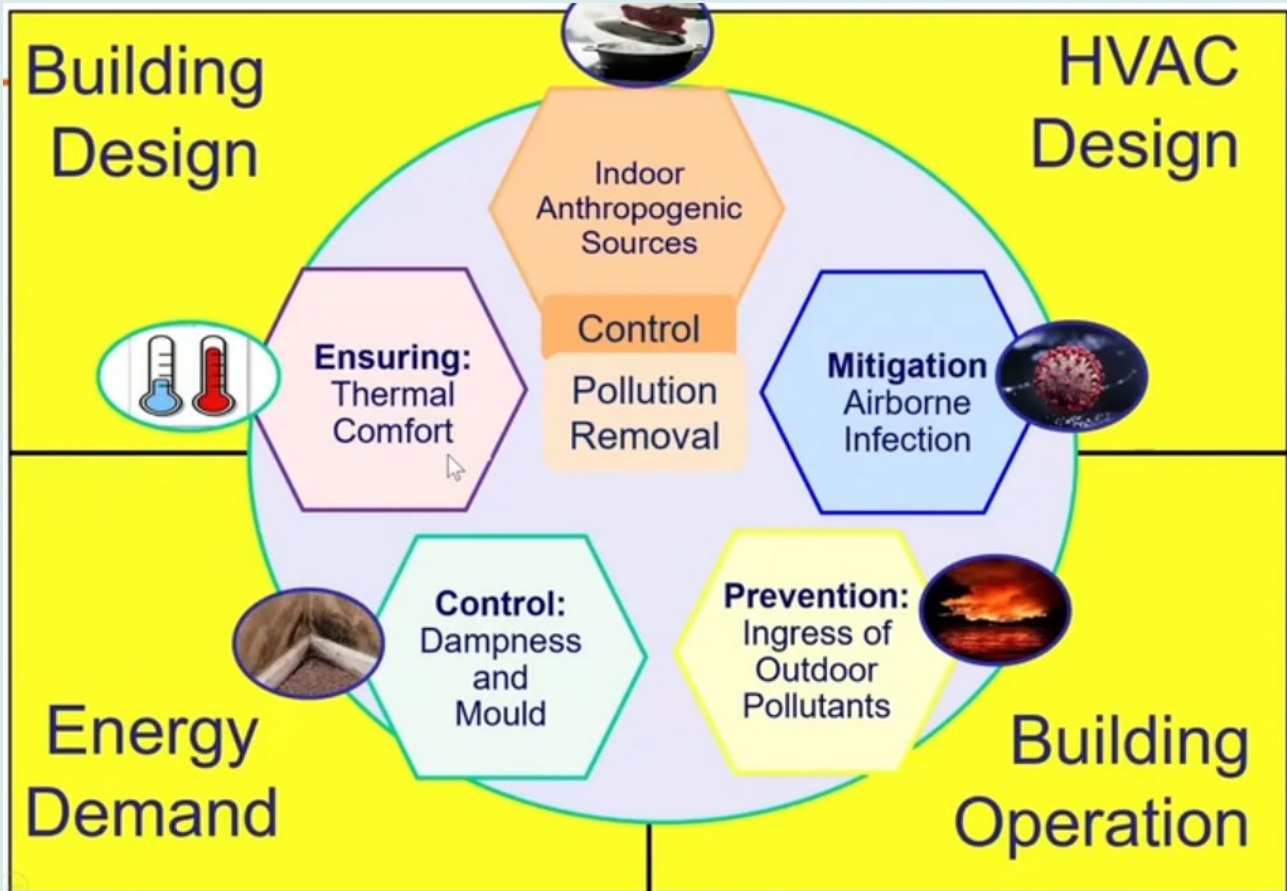 Building
Design
HVAC
Design
Indoor
Anthropogenic
Sources
Control
Pollution
Removal
Ensuring:
Thermal
Comfort
Mitigation
Airborne
Infection
Control:
Dampness
and
Mould
Prevention:
Ingress of
Outdoor
Pollutants
Energy
Demand
Building
Operation